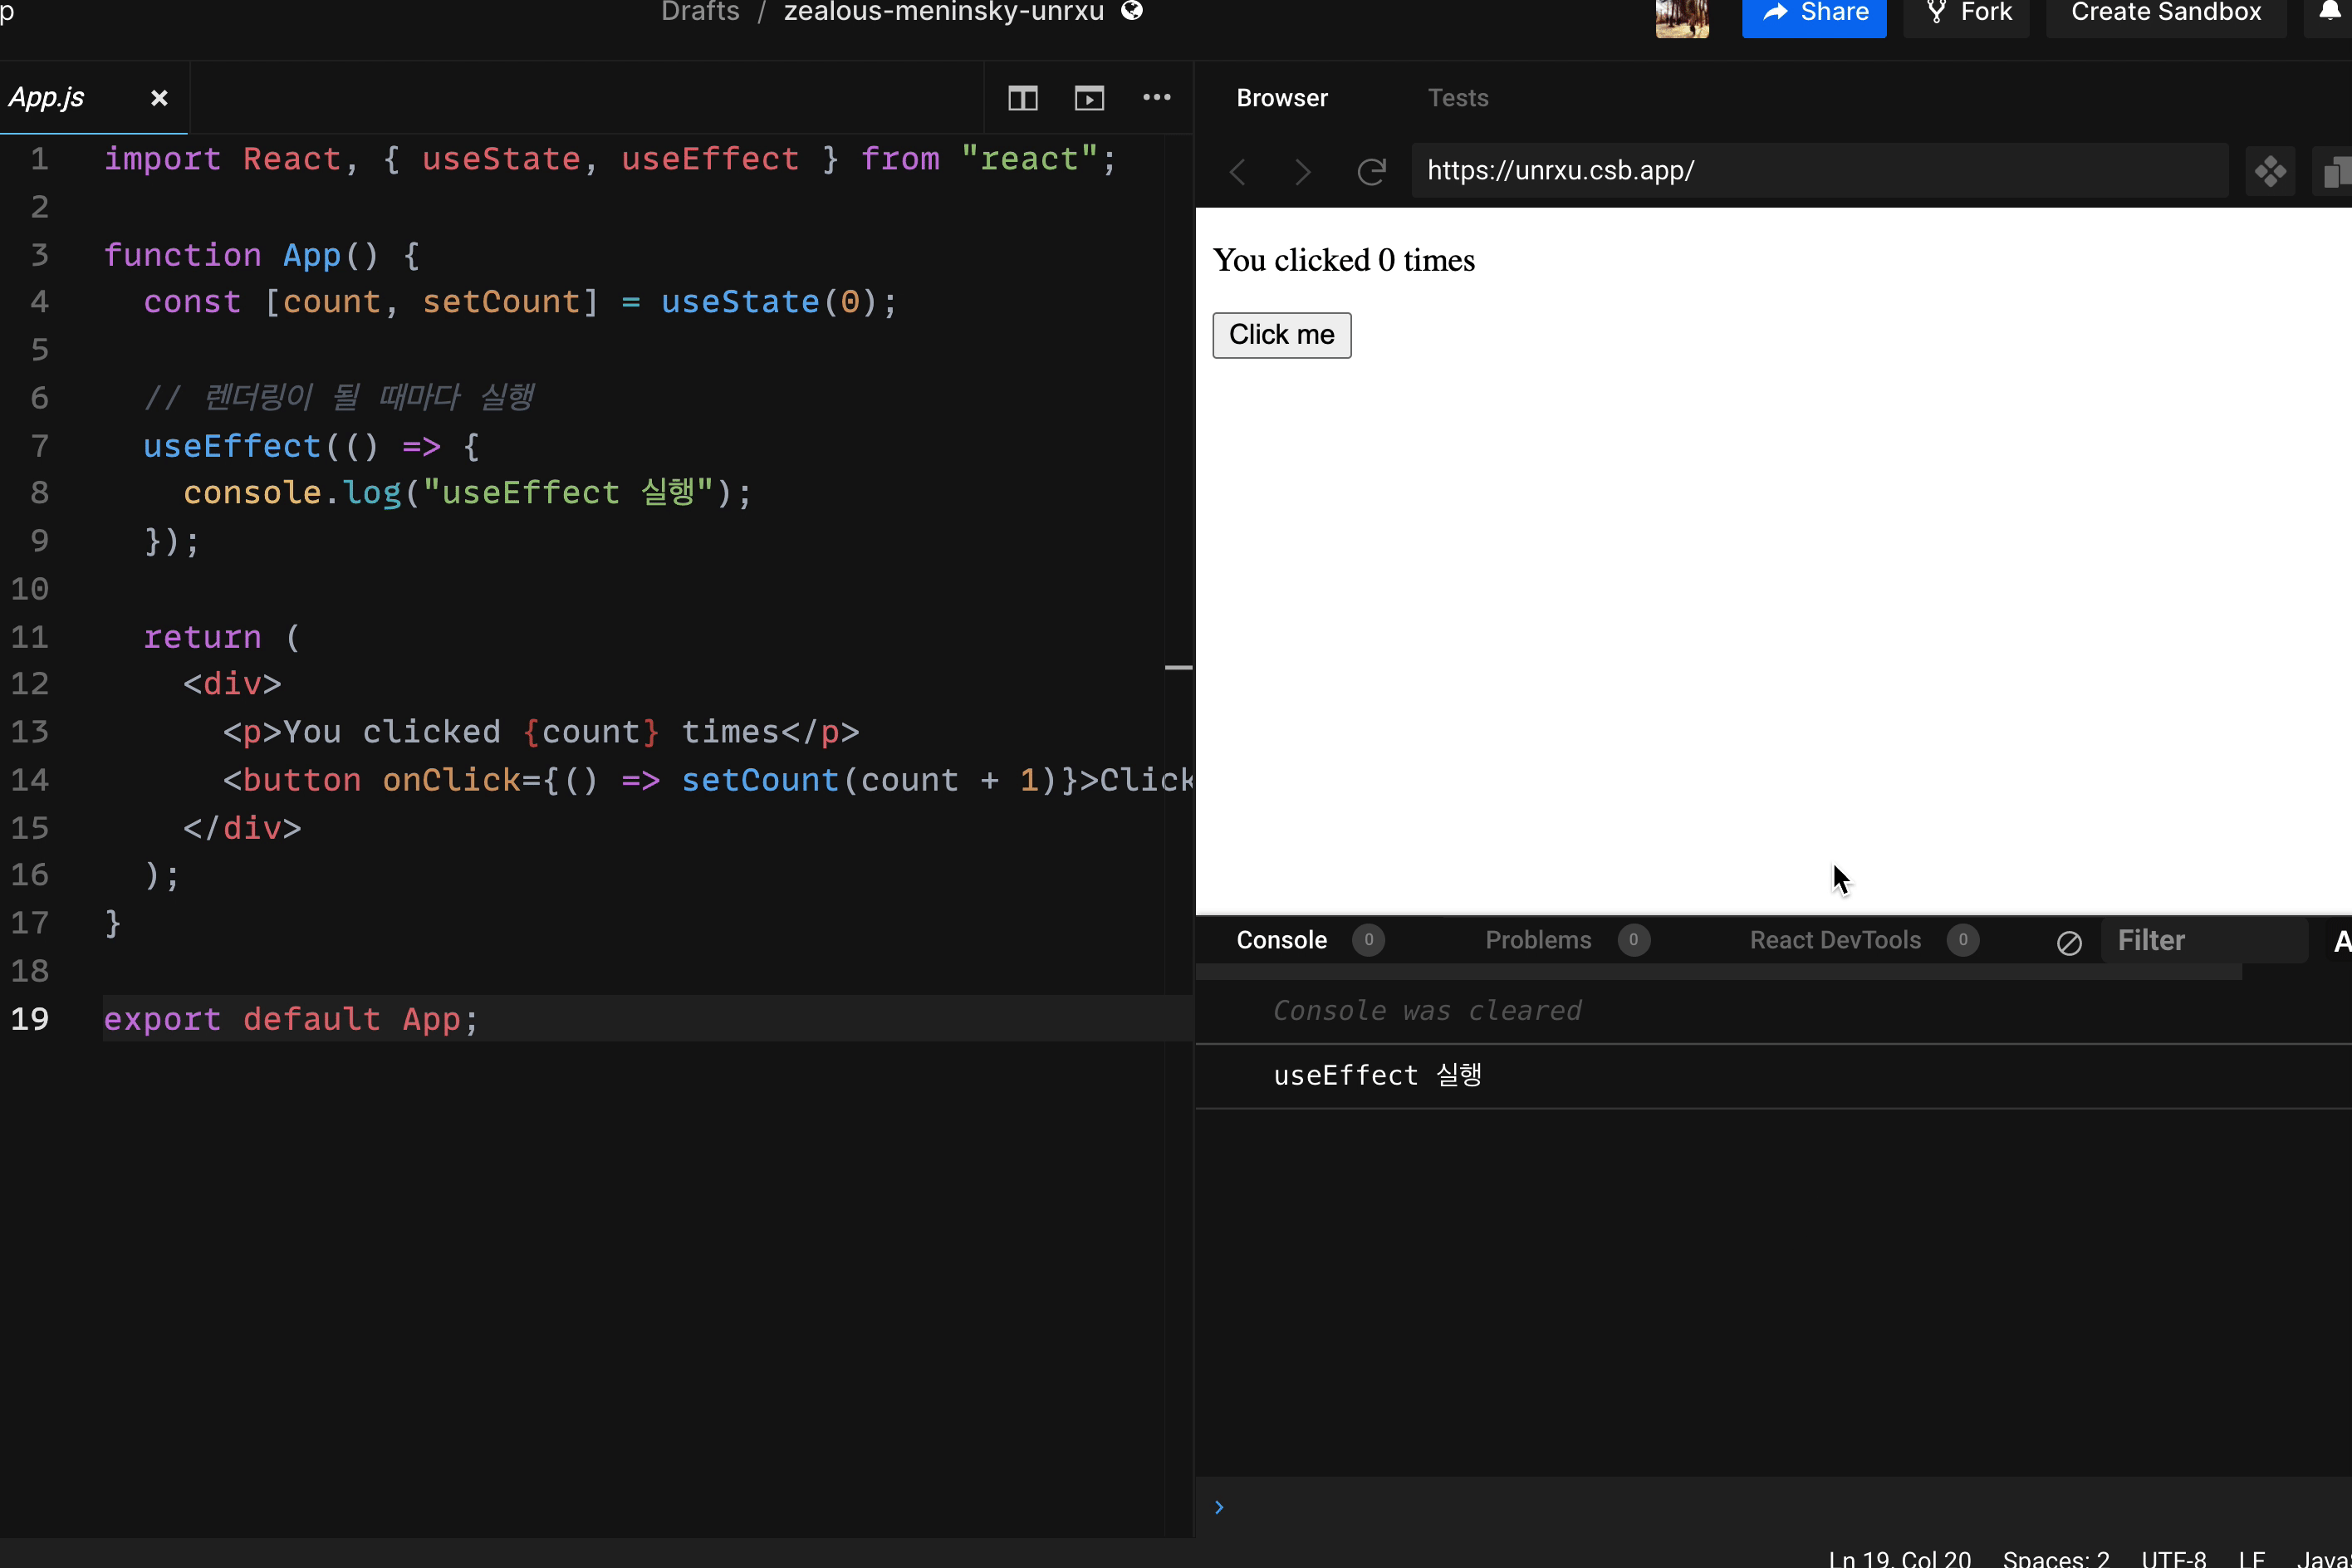 p
Drafts / zealous-meninsky-unrxu
Share
Fork
Create Sandbox
App.js
Browser
Tests
https://unrxu.csb.app/
1 import React, { useState, useEffect } from "react";
2
3 function App() {
4 const [count, setCount] = useState(0);
5
6 // 렌더링이 될 때마다 실행
7 useEffect(() => {
8 console.log("useEffect 실행");
9 });
10
11 return (
12 <div>
13 <p>You clicked {count} times</p>
14 <button onClick={() => setCount(count + 1)}>Click
15 </div>
16 );
17 }
18
19 export default App;
You clicked 0 times
Click me
Console 0
Problems 0
React DevTools 0
Filter
A
Console was cleared
useEffect 실행
›
Ln 19, Col 20
Spaces: 2
UTF-8
LF
Java